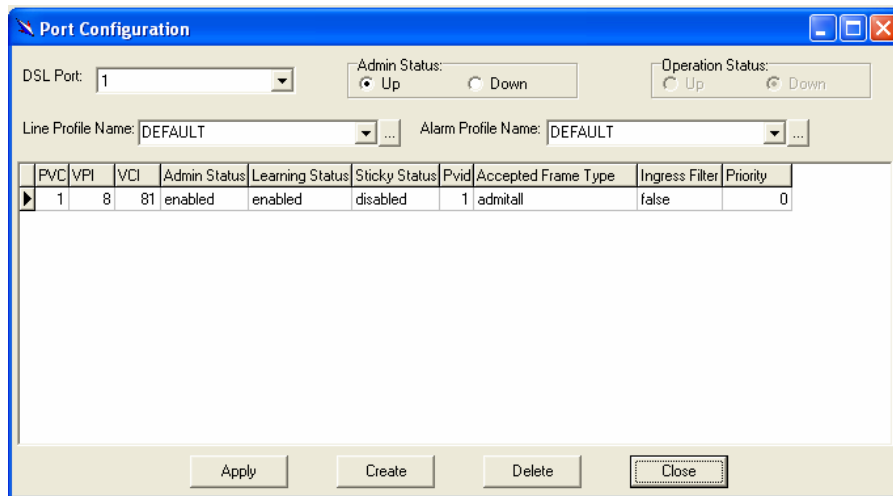 Port Configuration
DSL Port: 1 Admin Status: Up Down Operation Status: Up Down
Line Profile Name: DEFAULT ... Alarm Profile Name: DEFAULT ...
PVC VPI VCI Admin Status Learning Status Sticky Status Pvid Accepted Frame Type Ingress Filter Priority
1 8 81 enabled enabled disabled 1 admitall false 0
Apply Create Delete Close